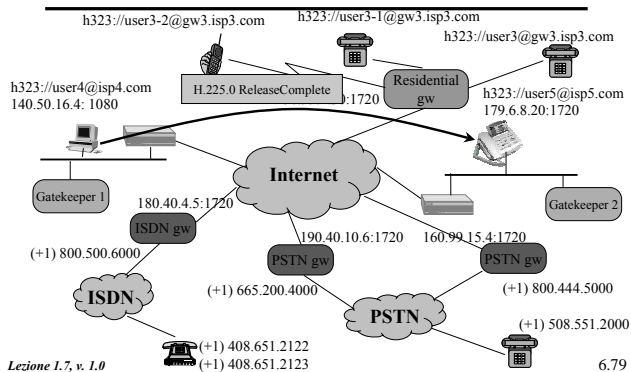 h323://user3-2@gw3.isp3.com
h323://user3-1@gw3.isp3.com
h323://user3@gw3.isp3.com
h323://user4@isp4.com
140.50.16.4: 1080
H.225.0 ReleaseComplete
0:1720
Residential
gw
h323://user5@isp5.com
179.6.8.20:1720
Internet
Gatekeeper 1
Gatekeeper 2
180.40.4.5:1720
ISDN gw
190.40.10.6:1720
160.99.15.4:1720
PSTN gw
PSTN gw
(+1) 800.500.6000
(+1) 665.200.4000
(+1) 800.444.5000
ISDN
PSTN
(+1) 508.551.2000
(+1) 408.651.2122
(+1) 408.651.2123
Lezione 1.7, v. 1.0
6.79